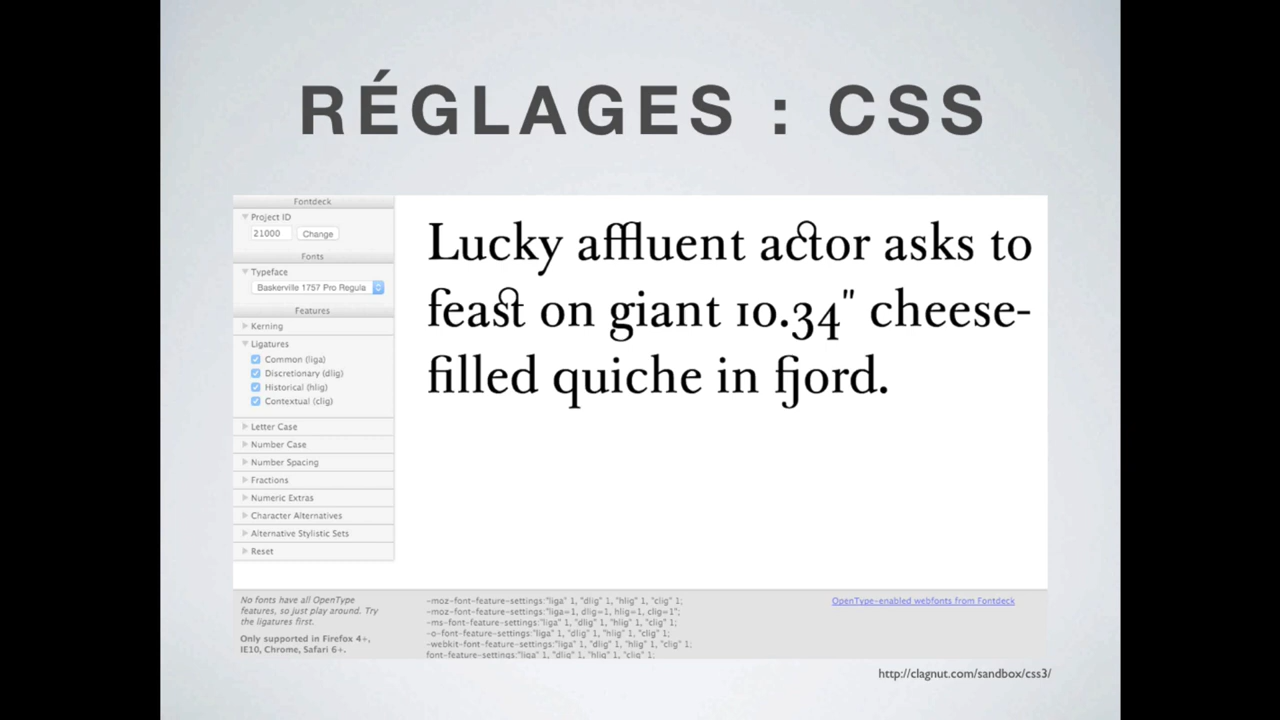 RÉGLAGES : CSS
Fontdeck
Project ID
21000 Change
Fonts
Typeface
Baskerville 1757 Pro Regula
Features
Kerning
Ligatures
Common (liga)
Discretionary (dlig)
Historical (hlig)
Contextual (clig)
Letter Case
Number Case
Number Spacing
Fractions
Numeric Extras
Character Alternatives
Alternative Stylistic Sets
Reset
Lucky affluent actor asks to
feast on giant 10.34" cheese-
filled quiche in fjord.
No fonts have all OpenType
features, so just play around. Try
the ligatures first.
Only supported in Firefox 4+,
IE10, Chrome, Safari 6+.
-moz-font-feature-settings:"liga" 1, "dlig" 1, "hlig" 1, "clig" 1;
-moz-font-feature-settings:"liga=1, dlig=1, hlig=1, clig=1";
-ms-font-feature-settings:"liga" 1, "dlig" 1, "hlig" 1, "clig" 1;
-o-font-feature-settings:"liga" 1, "dlig" 1, "hlig" 1, "clig" 1;
-webkit-font-feature-settings:"liga" 1, "dlig" 1, "hlig" 1, "clig" 1;
font-feature-settings:"liga" 1, "dlig" 1, "hlig" 1, "clig" 1;
OpenType-enabled webfonts from Fontdeck
http://clagnut.com/sandbox/css3/